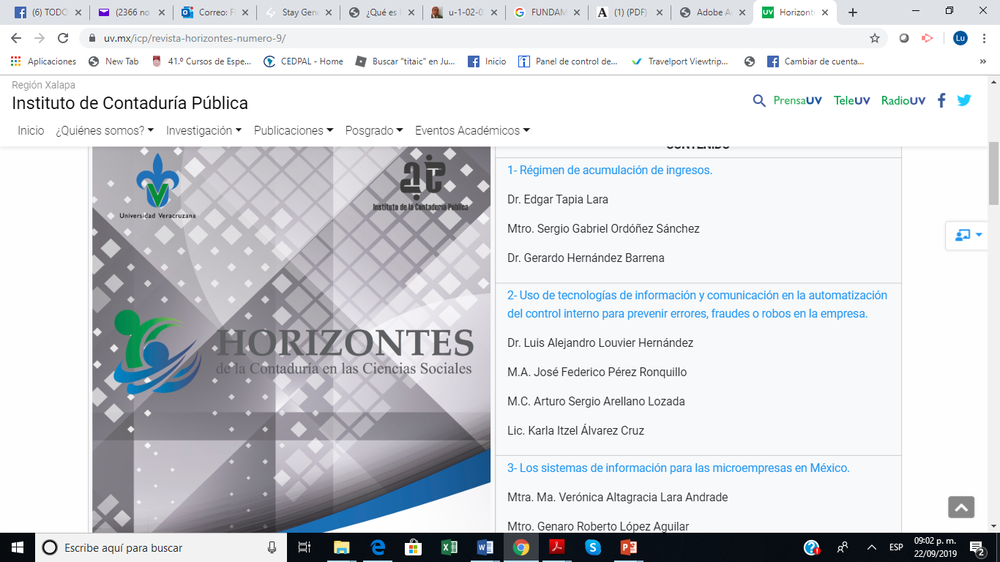 (6) TODO
(2366 no
Correo: F
Stay Gene
¿Qué es
u-1-02-0
FUNDAM
(1) (PDF)
Adobe A
Horizont
uv.mx/icp/revista-horizontes-numero-9/
Lu
Aplicaciones
New Tab
41.º Cursos de Espe...
CEDPAL - Home
Buscar "titaic" en Ju...
Inicio
Panel de control de...
Travelport Viewtrip...
Cambiar de cuenta...
Región Xalapa
Instituto de Contaduría Pública
PrensaUV TeleUV RadioUV
Inicio ¿Quiénes somos? Investigación Publicaciones Posgrado Eventos Académicos
Universidad Veracruzana
Instituto de la Contaduría Pública
HORIZONTES
de la Contaduría en las Ciencias Sociales
CONTENIDO
1- Régimen de acumulación de ingresos.
Dr. Edgar Tapia Lara
Mtro. Sergio Gabriel Ordóñez Sánchez
Dr. Gerardo Hernández Barrena
2- Uso de tecnologías de información y comunicación en la automatización
del control interno para prevenir errores, fraudes o robos en la empresa.
Dr. Luis Alejandro Louvier Hernández
M.A. José Federico Pérez Ronquillo
M.C. Arturo Sergio Arellano Lozada
Lic. Karla Itzel Álvarez Cruz
3- Los sistemas de información para las microempresas en México.
Mtra. Ma. Verónica Altagracia Lara Andrade
Mtro. Genaro Roberto López Aguilar
Escribe aquí para buscar
ESP
09:02 p. m.
22/09/2019
2